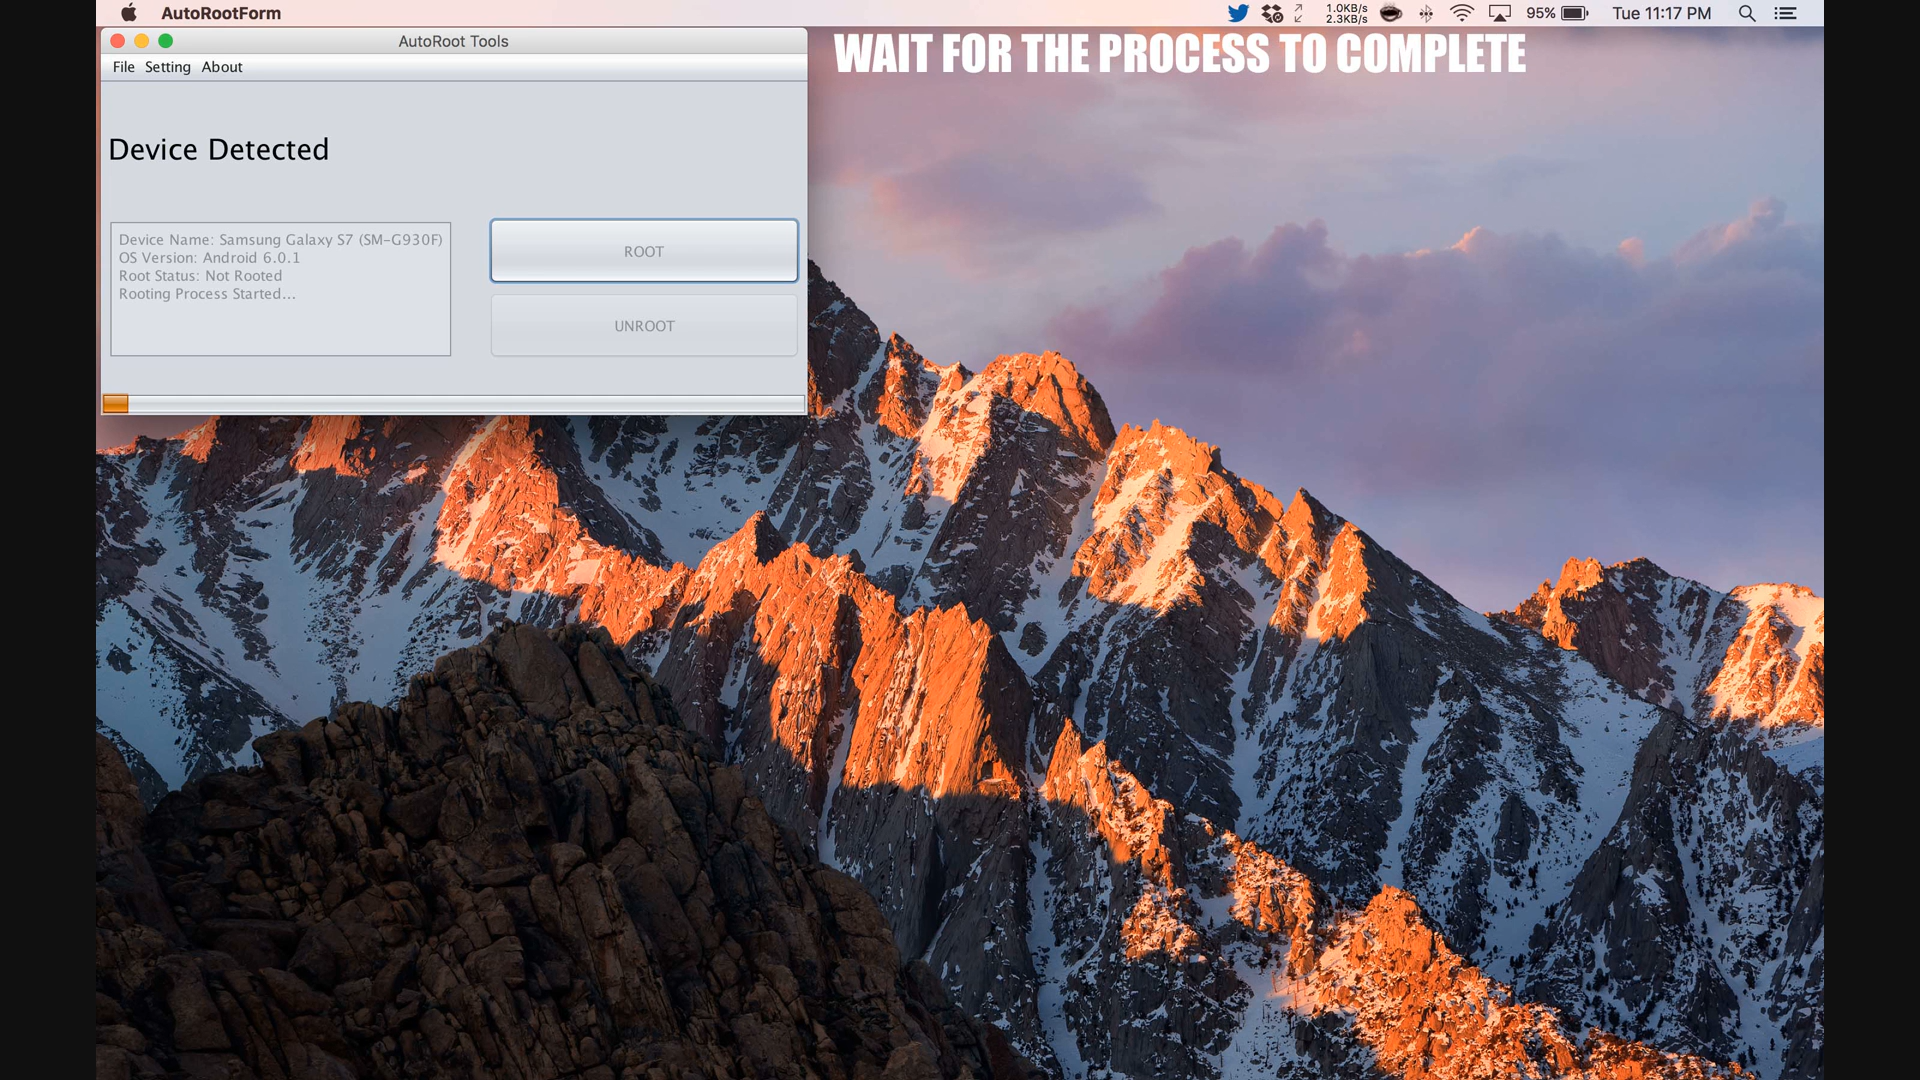 AutoRootForm
1.0KB/s
2.3KB/s
95%
Tue 11:17 PM
AutoRoot Tools
WAIT FOR THE PROCESS TO COMPLETE
File Setting About
Device Detected
Device Name: Samsung Galaxy S7 (SM-G930F)
OS Version: Android 6.0.1
Root Status: Not Rooted
Rooting Process Started...
ROOT
UNROOT